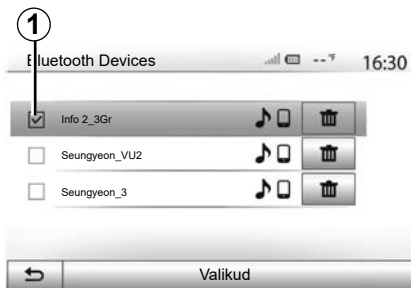 1
Bluetooth Devices -- °F 16:30
Info 2_3Gr
Seungyeon_VU2
Seungyeon_3
Valikud